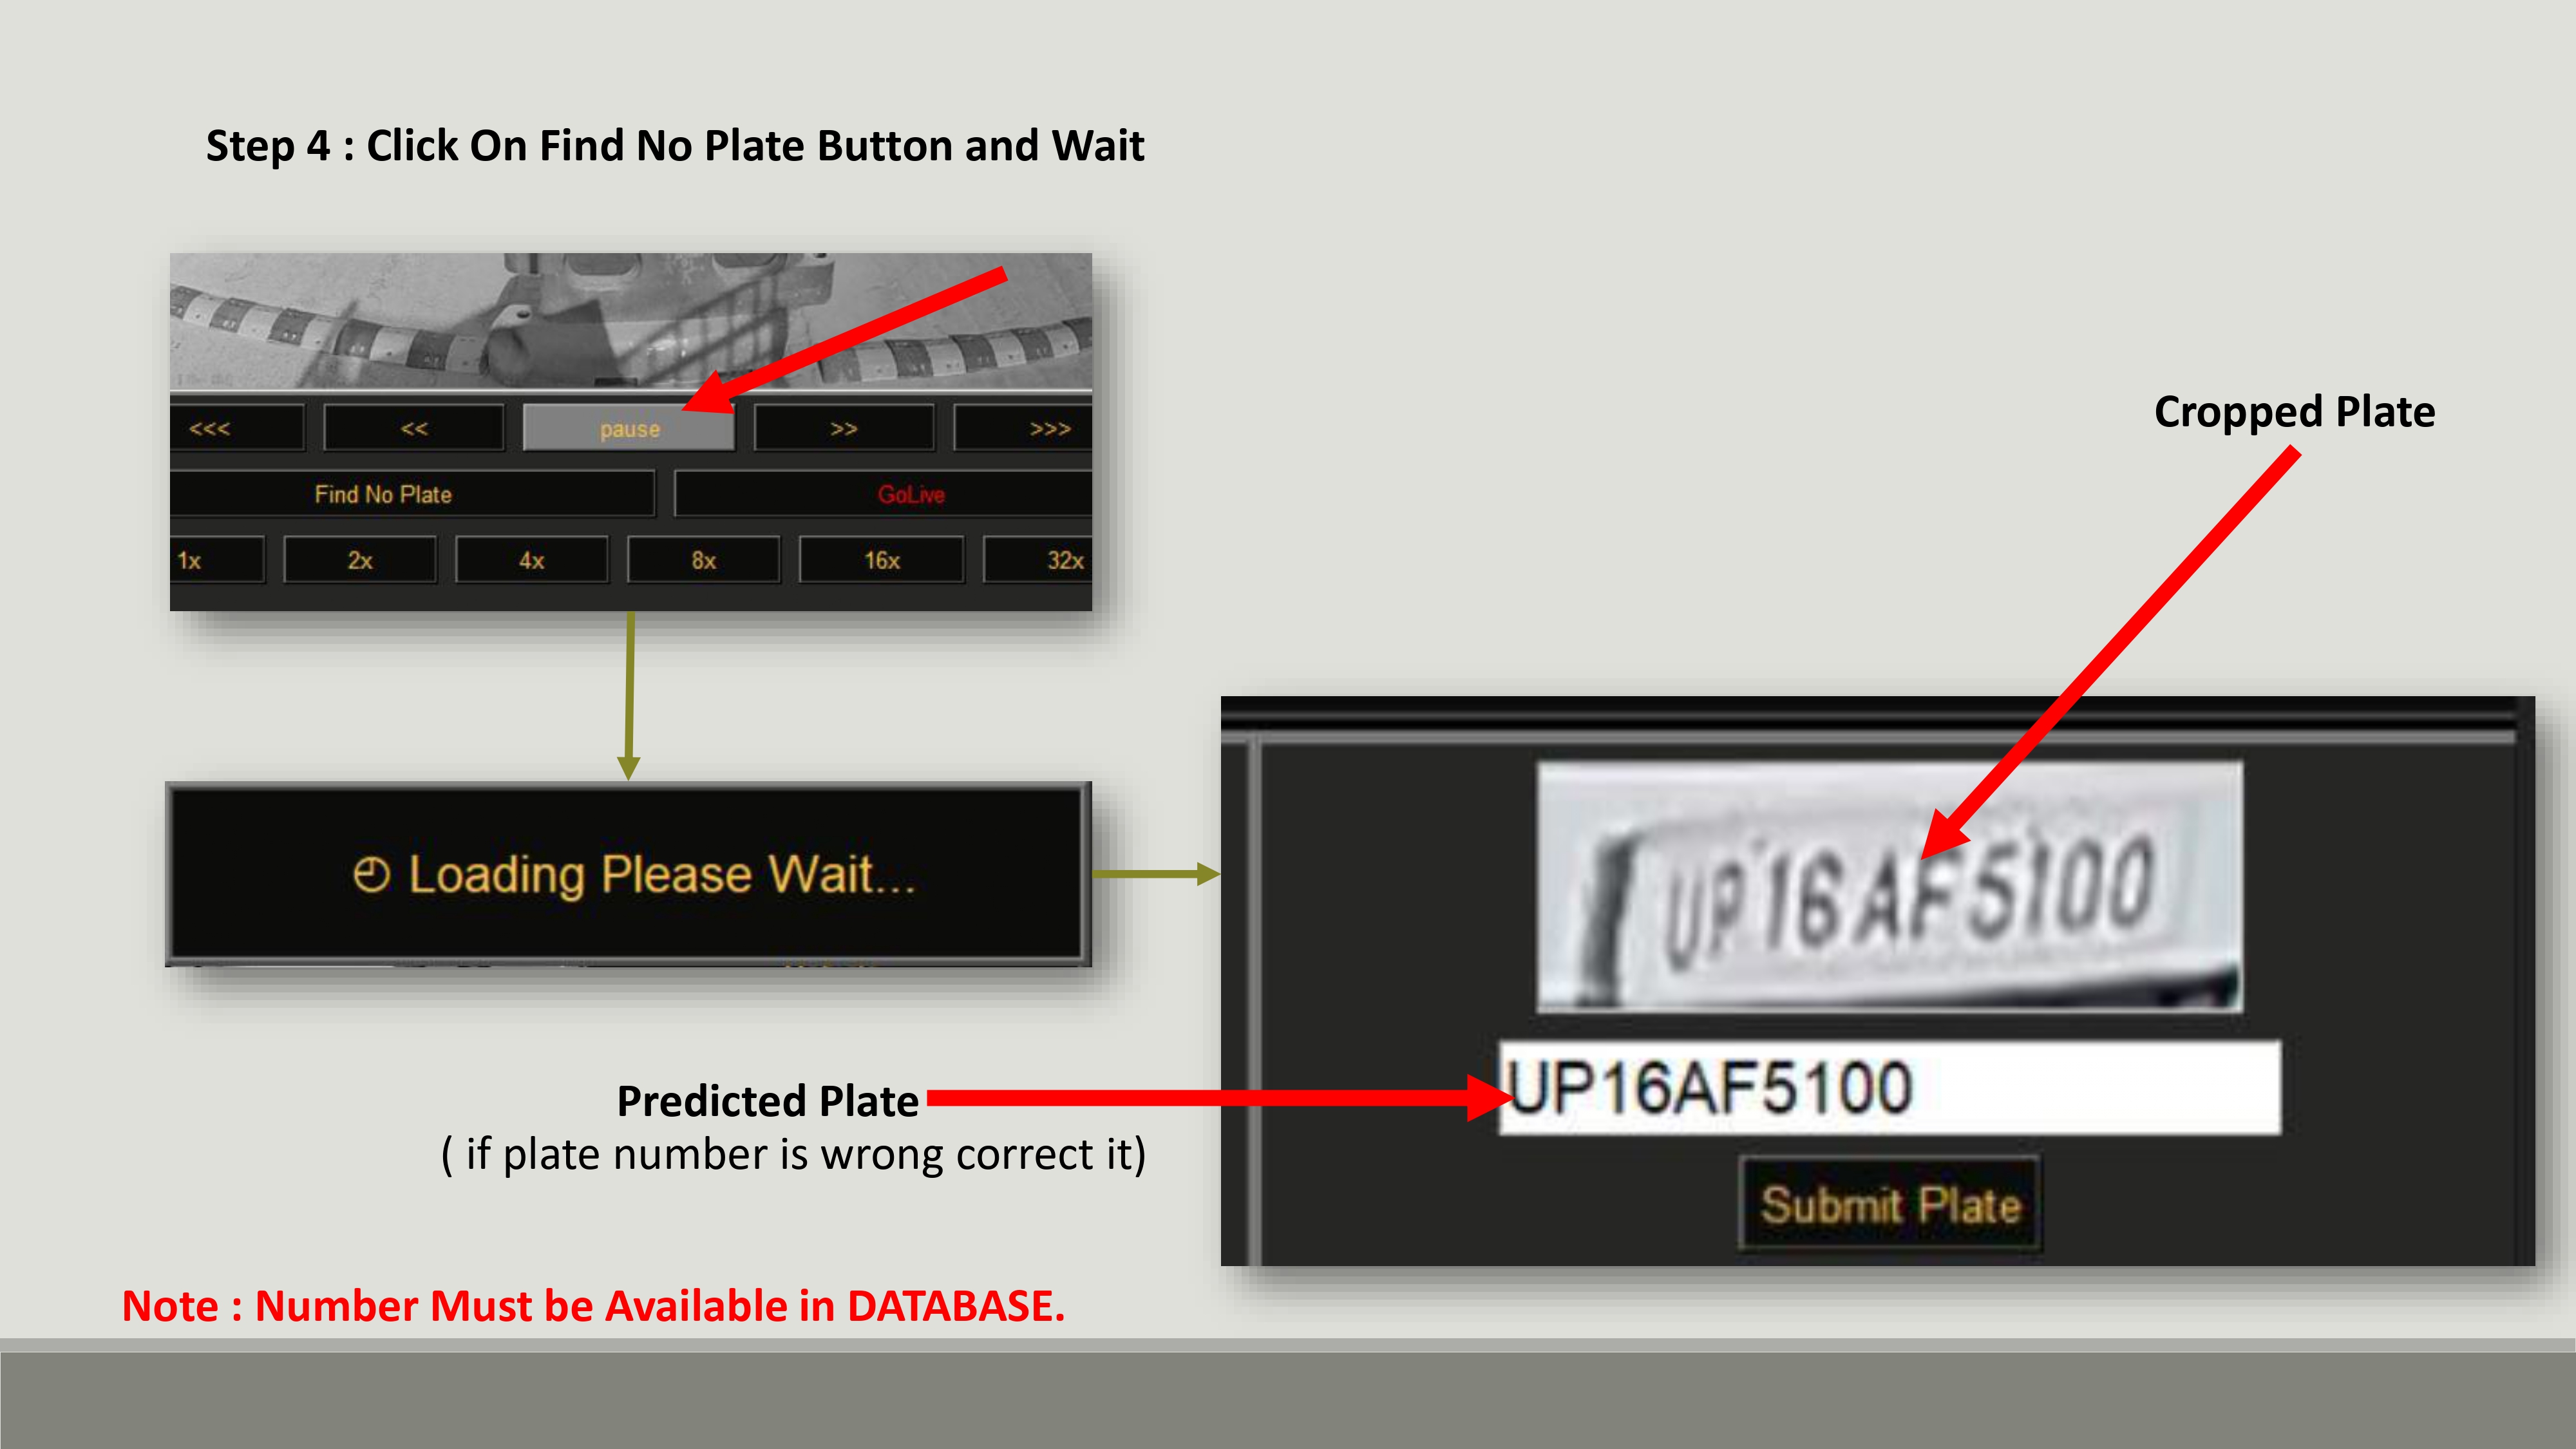 Step 4 : Click On Find No Plate Button and Wait
<<< << pause >> >>>
Find No Plate GoLive
1x 2x 4x 8x 16x 32x
Loading Please Wait...
Cropped Plate
UP 16 AF 5100
UP16AF5100
Submit Plate
Predicted Plate
( if plate number is wrong correct it)
Note : Number Must be Available in DATABASE.